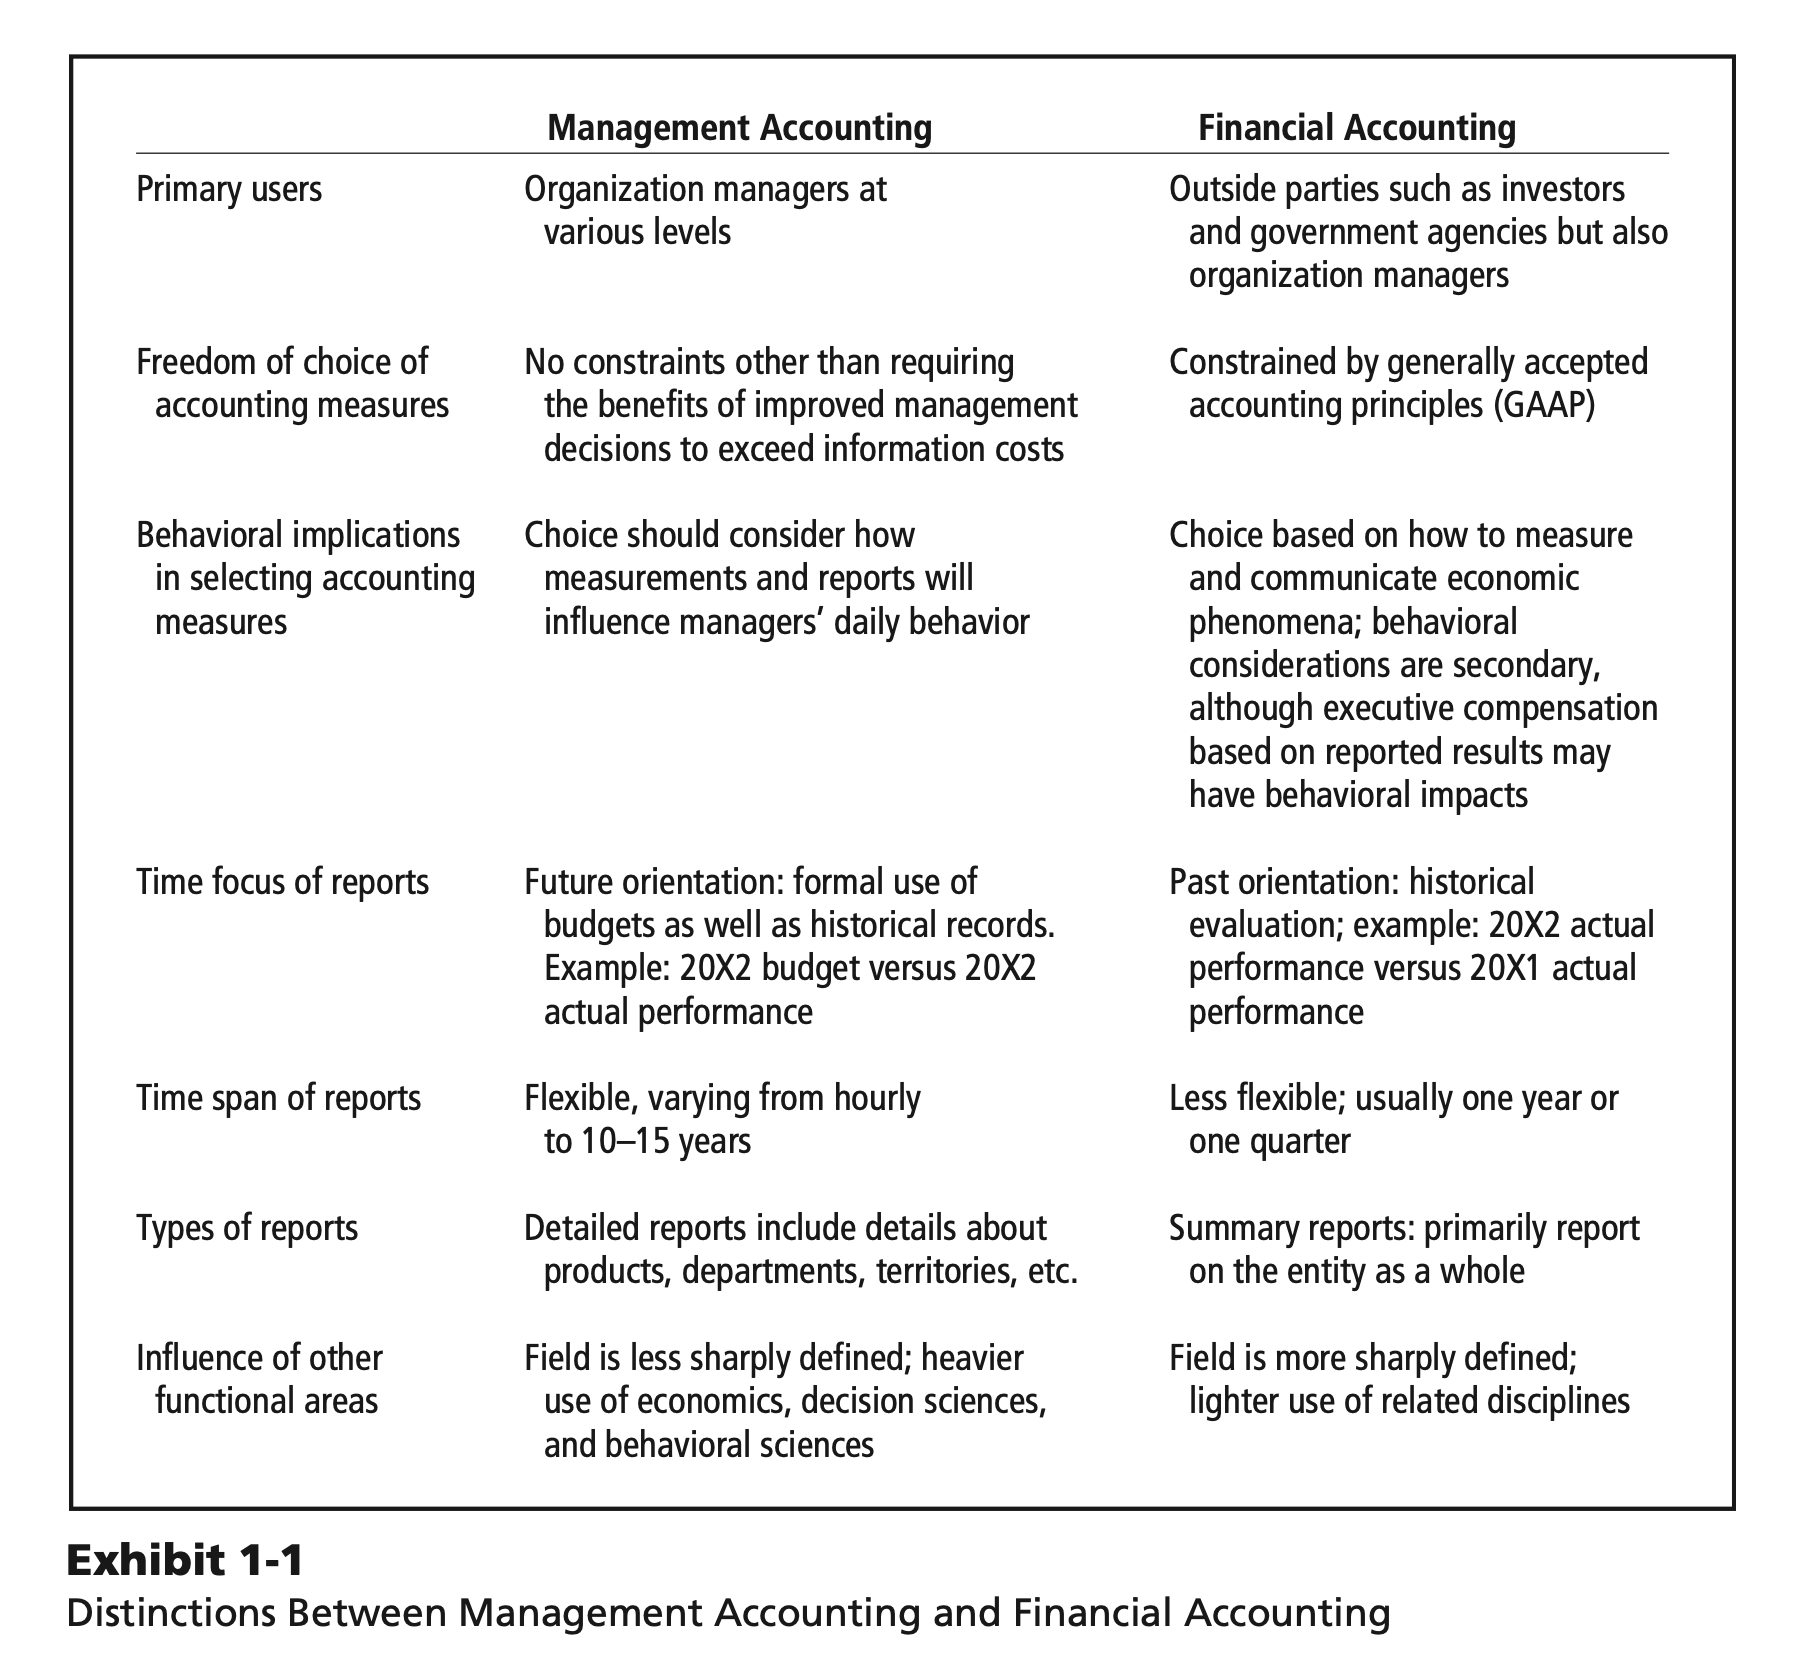 Management Accounting Financial Accounting
Primary users
Organization managers at
various levels
Outside parties such as investors
and government agencies but also
organization managers
Freedom of choice of
accounting measures
No constraints other than requiring
the benefits of improved management
decisions to exceed information costs
Constrained by generally accepted
accounting principles (GAAP)
Behavioral implications
in selecting accounting
measures
Choice should consider how
measurements and reports will
influence managers’ daily behavior
Choice based on how to measure
and communicate economic
phenomena; behavioral
considerations are secondary,
although executive compensation
based on reported results may
have behavioral impacts
Time focus of reports
Future orientation: formal use of
budgets as well as historical records.
Example: 20X2 budget versus 20X2
actual performance
Past orientation: historical
evaluation; example: 20X2 actual
performance versus 20X1 actual
performance
Time span of reports
Flexible, varying from hourly
to 10–15 years
Less flexible; usually one year or
one quarter
Types of reports
Detailed reports include details about
products, departments, territories, etc.
Summary reports: primarily report
on the entity as a whole
Influence of other
functional areas
Field is less sharply defined; heavier
use of economics, decision sciences,
and behavioral sciences
Field is more sharply defined;
lighter use of related disciplines
Exhibit 1-1
Distinctions Between Management Accounting and Financial Accounting